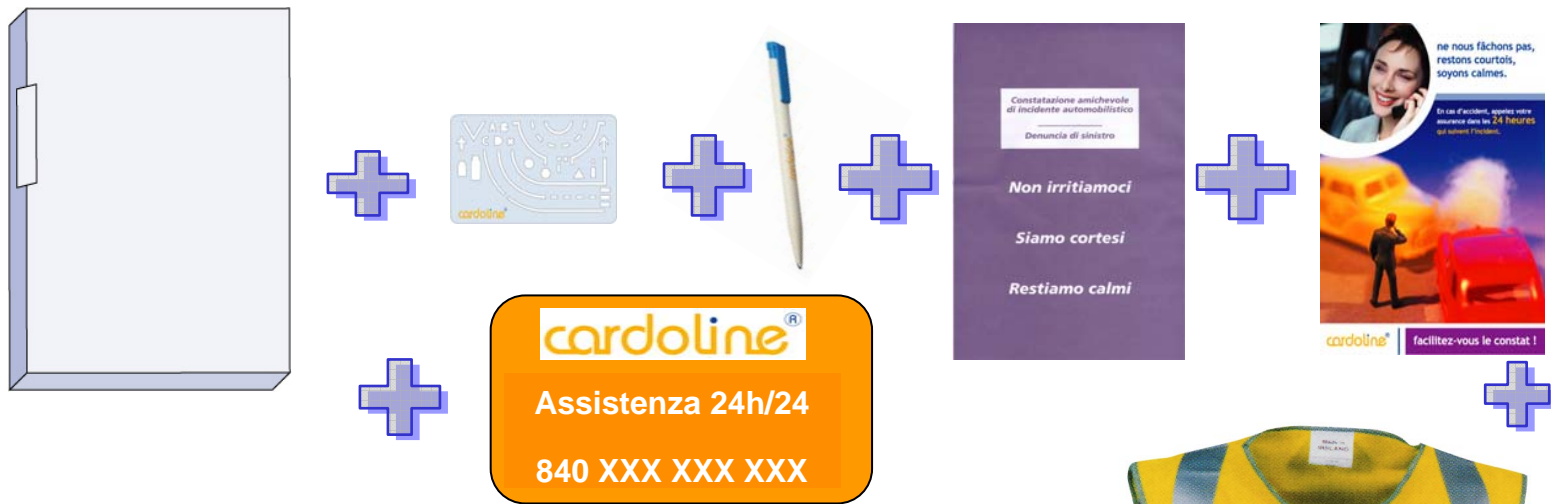 cardoline®
Constatazione amichevole
di incidente automobilistico
Denuncia di sinistro
Non irritiamoci
Siamo cortesi
Restiamo calmi
ne nous fâchons pas,
restons courtois,
soyons calmes.
En cas d'accident, appelez votre
assurance dans les 24 heures
qui suivent l'incident.
cardoline®
facilitez-vous le constat !
cardoline®
Assistenza 24h/24
840 XXX XXX XXX